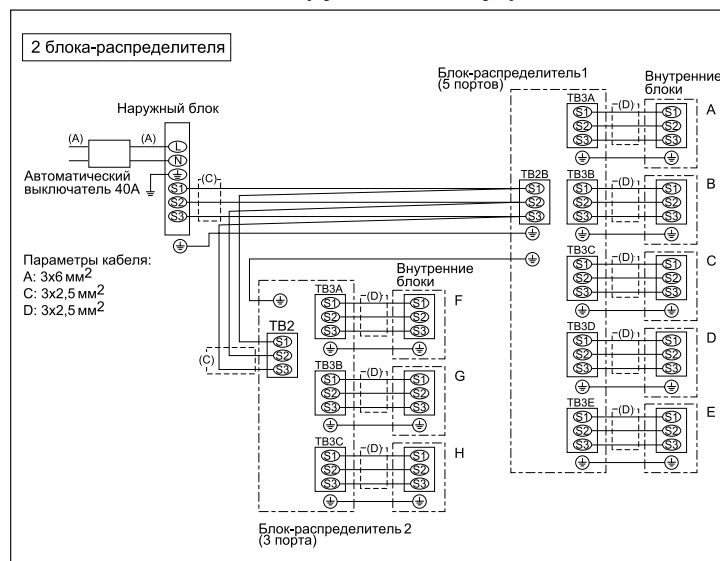 2 блока-распределителя
Наружный блок
(A)
(A)
L
N
Автоматический
выключатель 40А
S1
S2
S3
(C)
Параметры кабеля:
A: 3х6 мм2
C: 3х2,5 мм2
D: 3х2,5 мм2
Блок-распределитель1
(5 портов)
Внутренние
блоки
TB2B
S1
S2
S3
TB3A
S1
S2
S3
(D)
S1
S2
S3
A
TB3B
S1
S2
S3
(D)
S1
S2
S3
B
TB3C
S1
S2
S3
(D)
S1
S2
S3
C
TB3D
S1
S2
S3
(D)
S1
S2
S3
D
TB3E
S1
S2
S3
(D)
S1
S2
S3
E
Внутренние
блоки
TB2
S1
S2
S3
(C)
TB3A
S1
S2
S3
(D)
S1
S2
S3
F
TB3B
S1
S2
S3
(D)
S1
S2
S3
G
TB3C
S1
S2
S3
(D)
S1
S2
S3
H
Блок-распределитель 2
(3 порта)